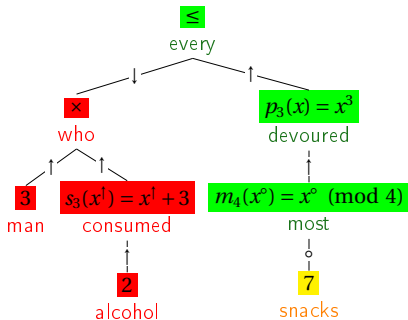 ≤
every
↓ ↑
× p₃(x) = x³
who devoured
↑ ↑ ↑
3 s₃(x↑) = x↑ + 3 m₄(x°) = x° (mod 4)
man consumed most
↑ °
2 7
alcohol snacks